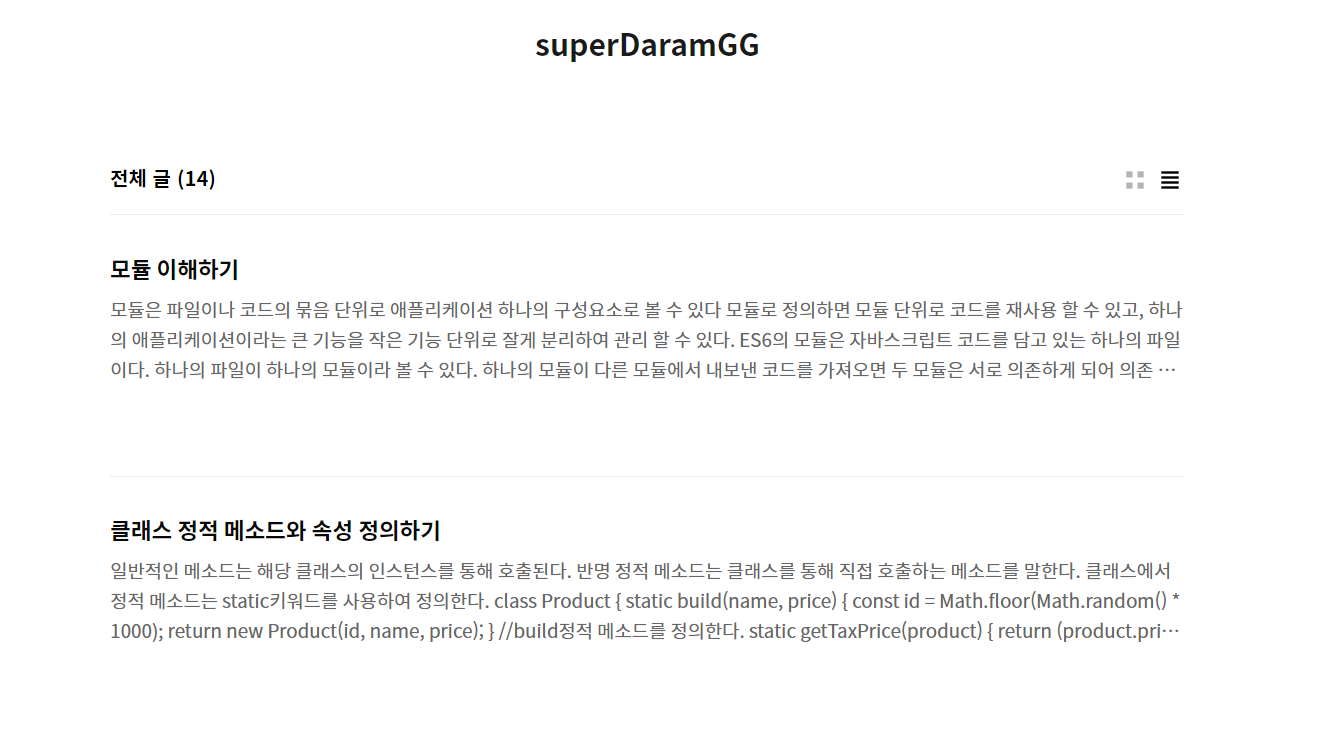 superDaramGG
전체 글 (14)
모듈 이해하기
모듈은 파일이나 코드의 묶음 단위로 애플리케이션 하나의 구성요소로 볼 수 있다 모듈로 정의하면 모듈 단위로 코드를 재사용 할 수 있고, 하나
의 애플리케이션이라는 큰 기능을 작은 기능 단위로 잘게 분리하여 관리 할 수 있다. ES6의 모듈은 자바스크립트 코드를 담고 있는 하나의 파일
이다. 하나의 파일이 하나의 모듈이라 볼 수 있다. 하나의 모듈이 다른 모듈에서 내보낸 코드를 가져오면 두 모듈은 서로 의존하게 되어 의존 …
클래스 정적 메소드와 속성 정의하기
일반적인 메소드는 해당 클래스의 인스턴스를 통해 호출된다. 반명 정적 메소드는 클래스를 통해 직접 호출하는 메소드를 말한다. 클래스에서
정적 메소드는 static키워드를 사용하여 정의한다. class Product { static build(name, price) { const id = Math.floor(Math.random() *
1000); return new Product(id, name, price); } //build정적 메소드를 정의한다. static getTaxPrice(product) { return (product.pri…